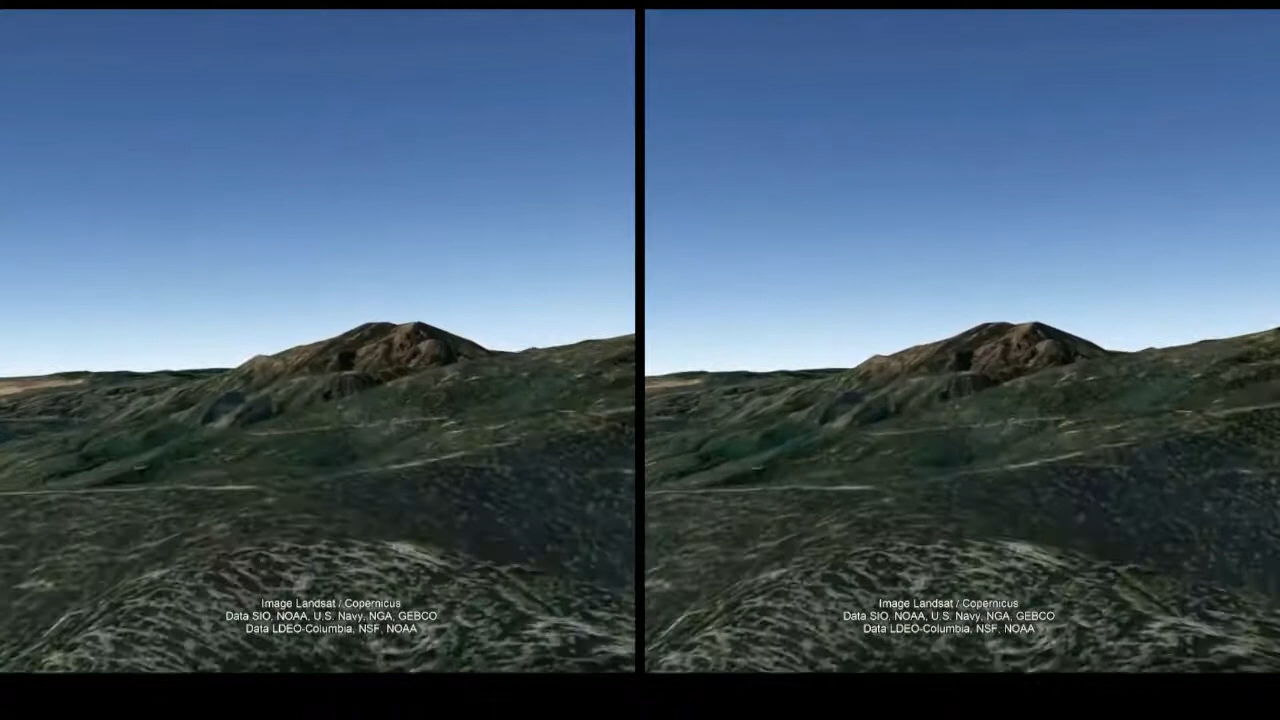 Image Landsat / Copernicus
Data SIO, NOAA, U.S. Navy, NGA, GEBCO
Data LDEO-Columbia, NSF, NOAA
Image Landsat / Copernicus
Data SIO, NOAA, U.S. Navy, NGA, GEBCO
Data LDEO-Columbia, NSF, NOAA